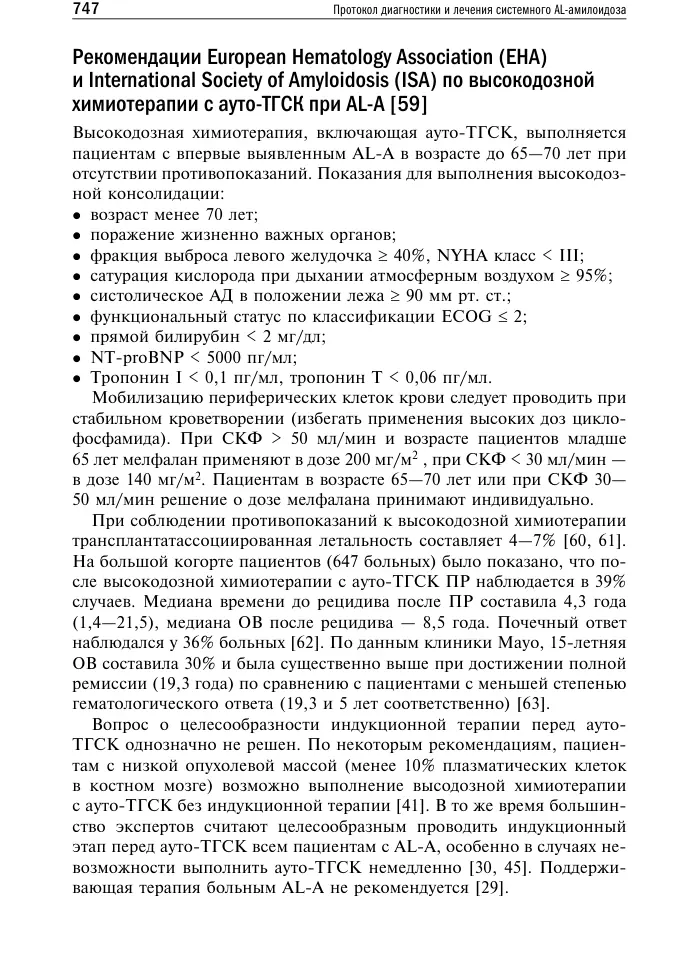 747
Протокол диагностики и лечения системного AL-амилоидоза
Рекомендации European Hematology Association (EHA)
и International Society of Amyloidosis (ISA) по высокодозной
химиотерапии с ауто-ТГСК при AL-A [59]
Высокодозная химиотерапия, включающая ауто-ТГСК, выполняется
пациентам с впервые выявленным AL-A в возрасте до 65—70 лет при
отсутствии противопоказаний. Показания для выполнения высокодоз-
ной консолидации:
• возраст менее 70 лет;
• поражение жизненно важных органов;
• фракция выброса левого желудочка ≥ 40%, NYHA класс < III;
• сатурация кислорода при дыхании атмосферным воздухом ≥ 95%;
• систолическое АД в положении лежа ≥ 90 мм рт. ст.;
• функциональный статус по классификации ECOG ≤ 2;
• прямой билирубин < 2 мг/дл;
• NT-proBNP < 5000 пг/мл;
• Тропонин I < 0,1 пг/мл, тропонин T < 0,06 пг/мл.
Мобилизацию периферических клеток крови следует проводить при
стабильном кроветворении (избегать применения высоких доз цикло-
фосфамида). При СКФ > 50 мл/мин и возрасте пациентов младше
65 лет мелфалан применяют в дозе 200 мг/м² , при СКФ < 30 мл/мин —
в дозе 140 мг/м². Пациентам в возрасте 65—70 лет или при СКФ 30—
50 мл/мин решение о дозе мелфалана принимают индивидуально.
При соблюдении противопоказаний к высокодозной химиотерапии
трансплантатассоциированная летальность составляет 4—7% [60, 61].
На большой когорте пациентов (647 больных) было показано, что по-
сле высокодозной химиотерапии с ауто-ТГСК ПР наблюдается в 39%
случаев. Медиана времени до рецидива после ПР составила 4,3 года
(1,4—21,5), медиана ОВ после рецидива — 8,5 года. Почечный ответ
наблюдался у 36% больных [62]. По данным клиники Mayo, 15-летняя
ОВ составила 30% и была существенно выше при достижении полной
ремиссии (19,3 года) по сравнению с пациентами с меньшей степенью
гематологического ответа (19,3 и 5 лет соответственно) [63].
Вопрос о целесообразности индукционной терапии перед ауто-
ТГСК однозначно не решен. По некоторым рекомендациям, пациен-
там с низкой опухолевой массой (менее 10% плазматических клеток
в костном мозге) возможно выполнение высодозной химиотерапии
с ауто-ТГСК без индукционной терапии [41]. В то же время большин-
ство экспертов считают целесообразным проводить индукционный
этап перед ауто-ТГСК всем пациентам с AL-A, особенно в случаях не-
возможности выполнить ауто-ТГСК немедленно [30, 45]. Поддержи-
вающая терапия больным AL-A не рекомендуется [29].